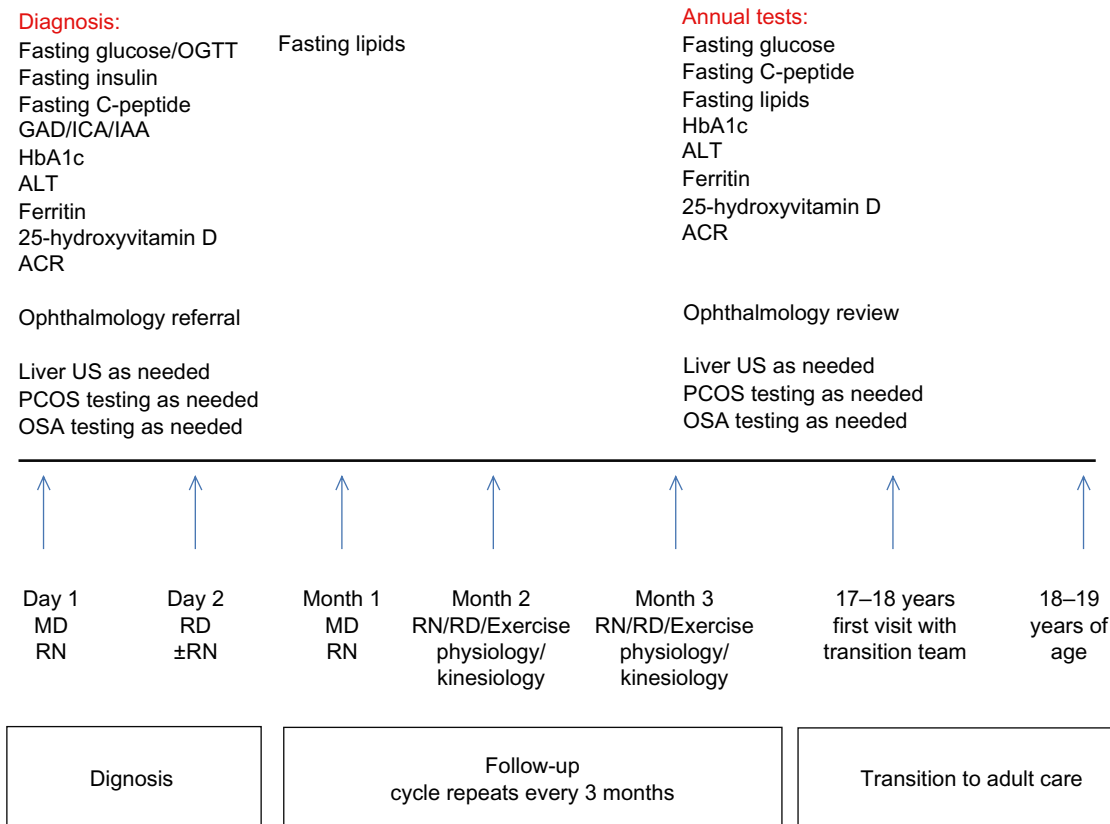 Diagnosis:
Fasting glucose/OGTT
Fasting insulin
Fasting C-peptide
GAD/ICA/IAA
HbA1c
ALT
Ferritin
25-hydroxyvitamin D
ACR
Ophthalmology referral
Liver US as needed
PCOS testing as needed
OSA testing as needed
Fasting lipids
Annual tests:
Fasting glucose
Fasting C-peptide
Fasting lipids
HbA1c
ALT
Ferritin
25-hydroxyvitamin D
ACR
Ophthalmology review
Liver US as needed
PCOS testing as needed
OSA testing as needed
Day 1
MD
RN
Day 2
RD
±RN
Month 1
MD
RN
Month 2
RN/RD/Exercise
physiology/
kinesiology
Month 3
RN/RD/Exercise
physiology/
kinesiology
17–18 years
first visit with
transition team
18–19
years of
age
Dignosis
Follow-up
cycle repeats every 3 months
Transition to adult care